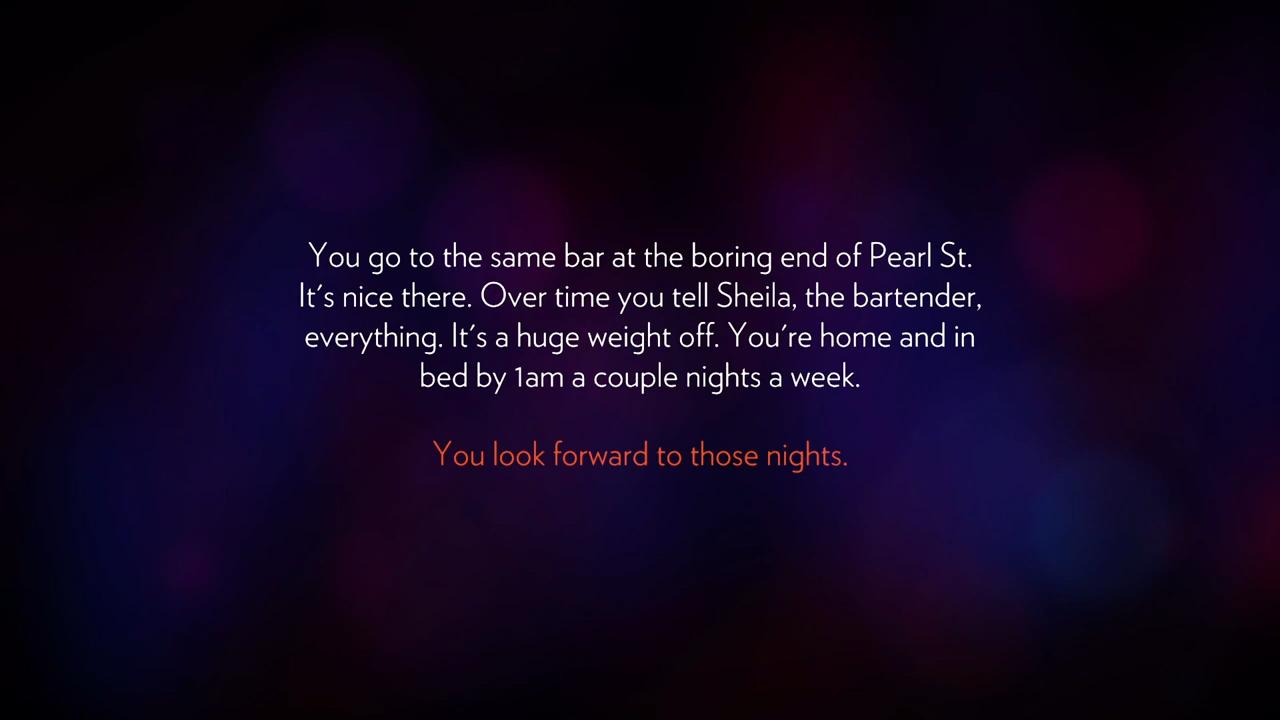 You go to the same bar at the boring end of Pearl St.
It's nice there. Over time you tell Sheila, the bartender,
everything. It's a huge weight off. You're home and in
bed by 1am a couple nights a week.
You look forward to those nights.